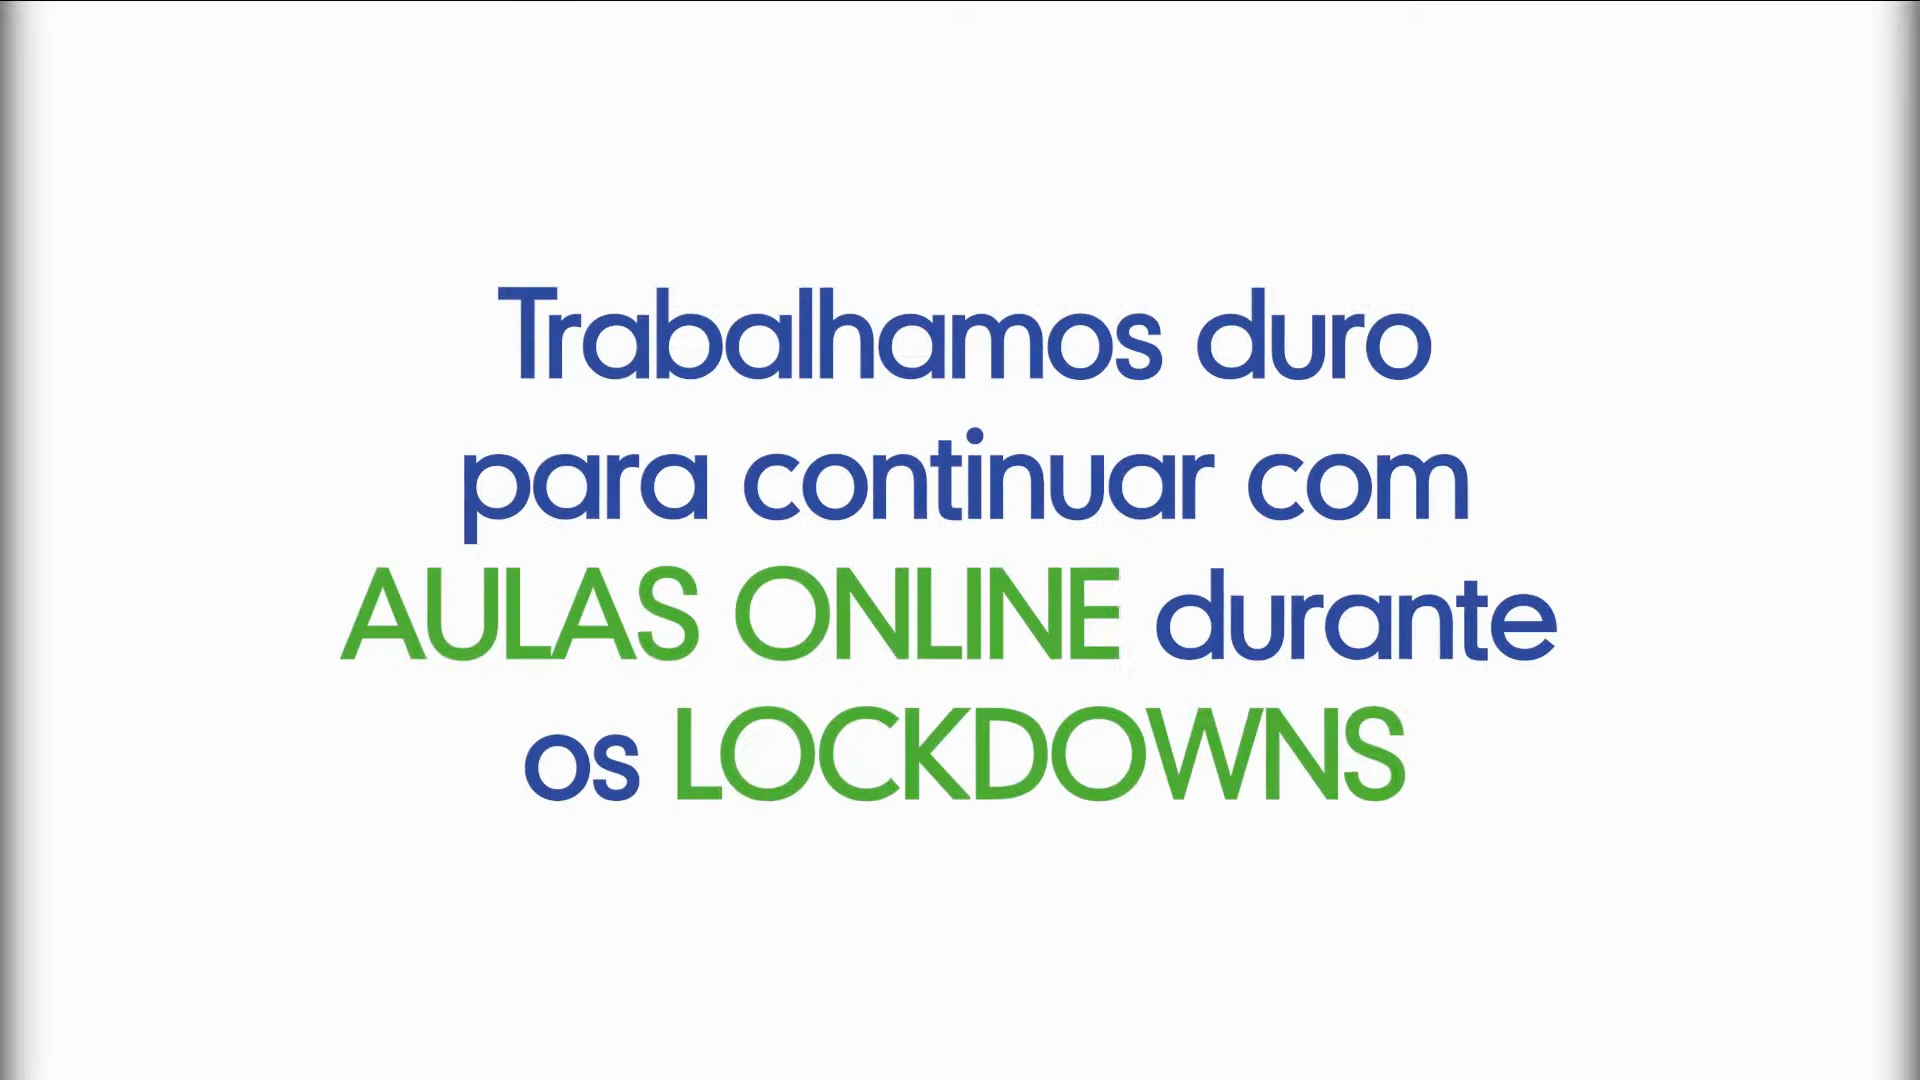 Trabalhamos duro
para continuar com
AULAS ONLINE durante
os LOCKDOWNS